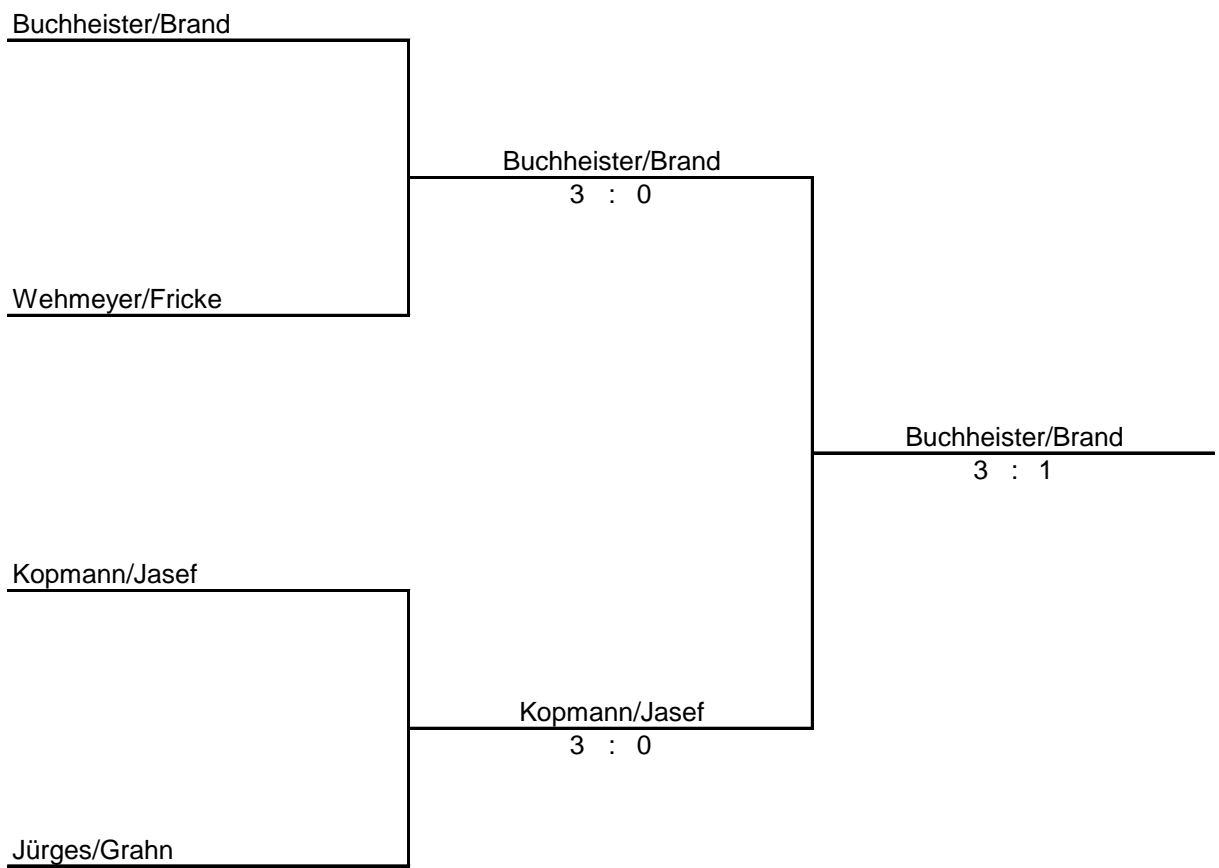 Buchheister/Brand
Buchheister/Brand
3 : 0
Wehmeyer/Fricke
Buchheister/Brand
3 : 1
Kopmann/Jasef
Kopmann/Jasef
3 : 0
Jürges/Grahn